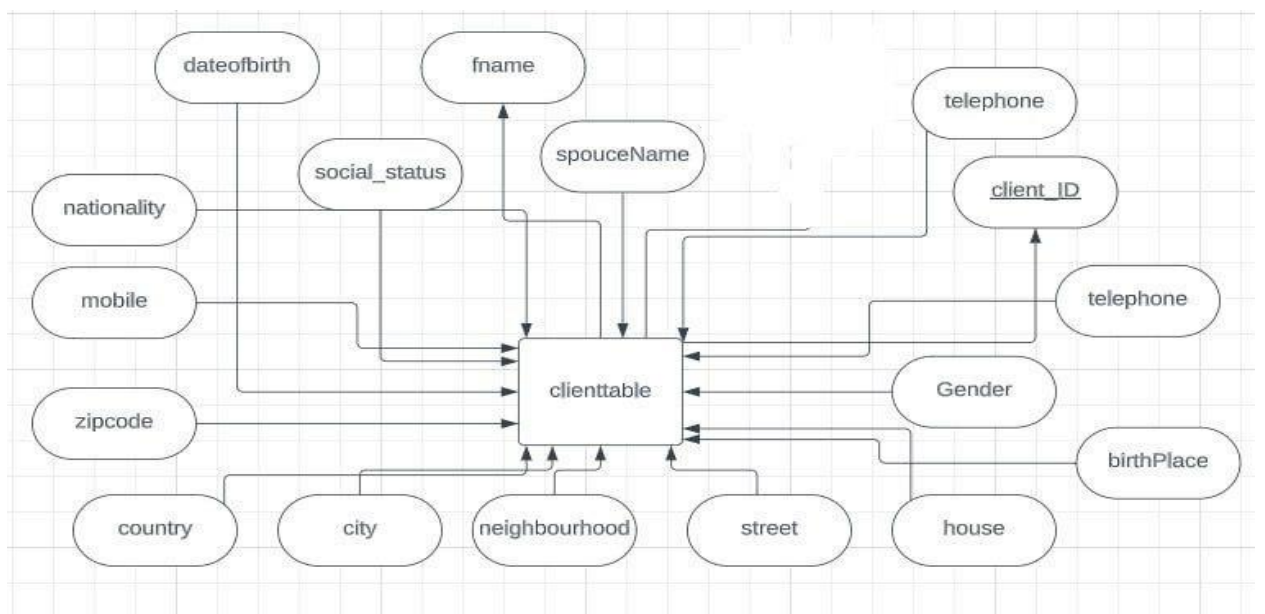 dateofbirth
fname
telephone
spouceName
social_status
client_ID
nationality
mobile
telephone
clienttable
Gender
zipcode
birthPlace
country
city
neighbourhood
street
house